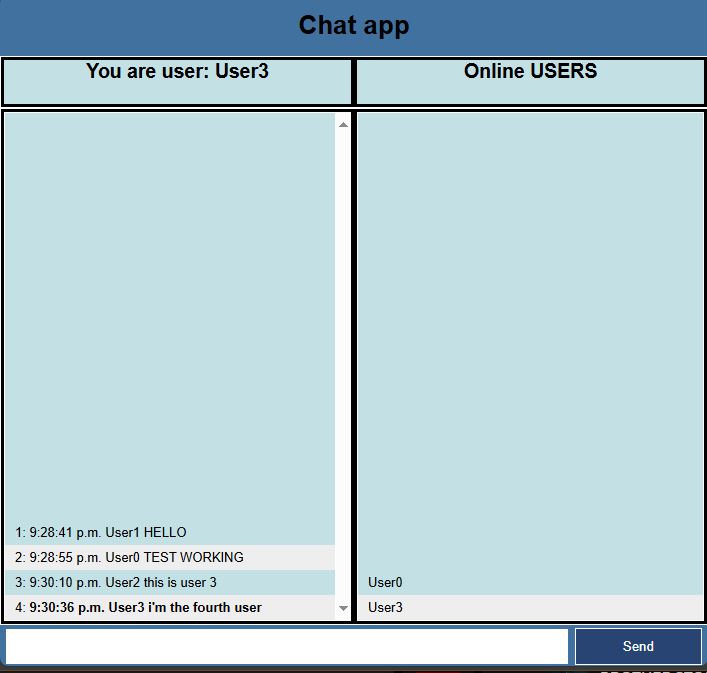 Chat app
You are user: User3
Online USERS
1: 9:28:41 p.m. User1 HELLO
2: 9:28:55 p.m. User0 TEST WORKING
3: 9:30:10 p.m. User2 this is user 3
4: 9:30:36 p.m. User3 i'm the fourth user
User0
User3
Send